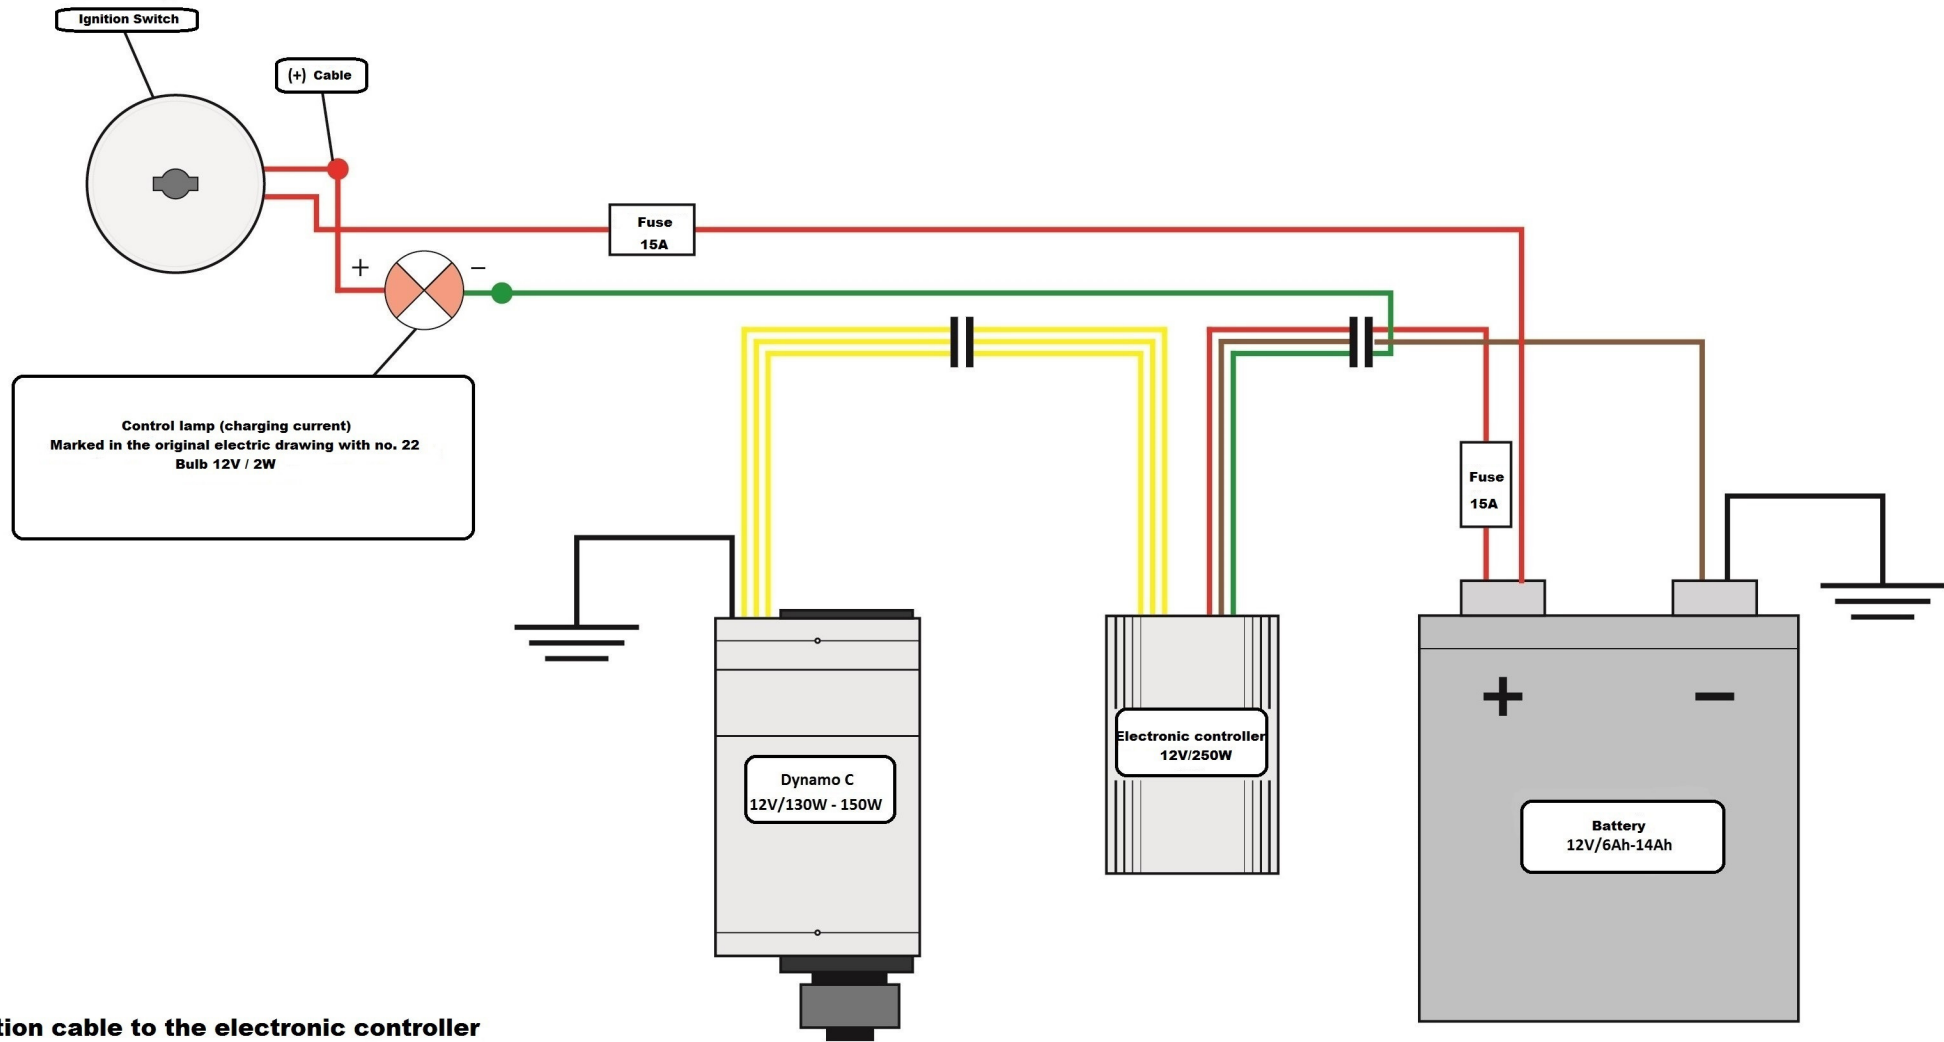 Ignition Switch
(+) Cable
Fuse
15A
+
−
Control lamp (charging current)
Marked in the original electric drawing with no. 22
Bulb 12V / 2W
Fuse
15A
+
−
Electronic controller
12V/250W
Dynamo C
12V/130W - 150W
Battery
12V/6Ah-14Ah
tion cable to the electronic controller